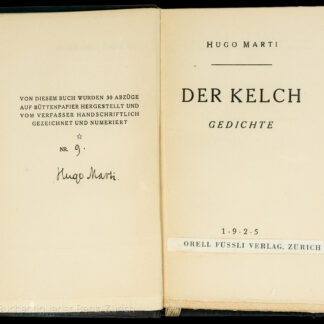 VON DIESEM BUCH WURDEN 30 ABZÜGE
AUF BÜTTENPAPIER HERGESTELLT UND
VOM VERFASSER HANDSCHRIFTLICH
GEZEICHNET UND NUMERIERT
NR. 9.
Hugo Marti
HUGO MARTI
DER KELCH
GEDICHTE
1·9·2·5
ORELL FÜSSLI VERLAG, ZÜRICH